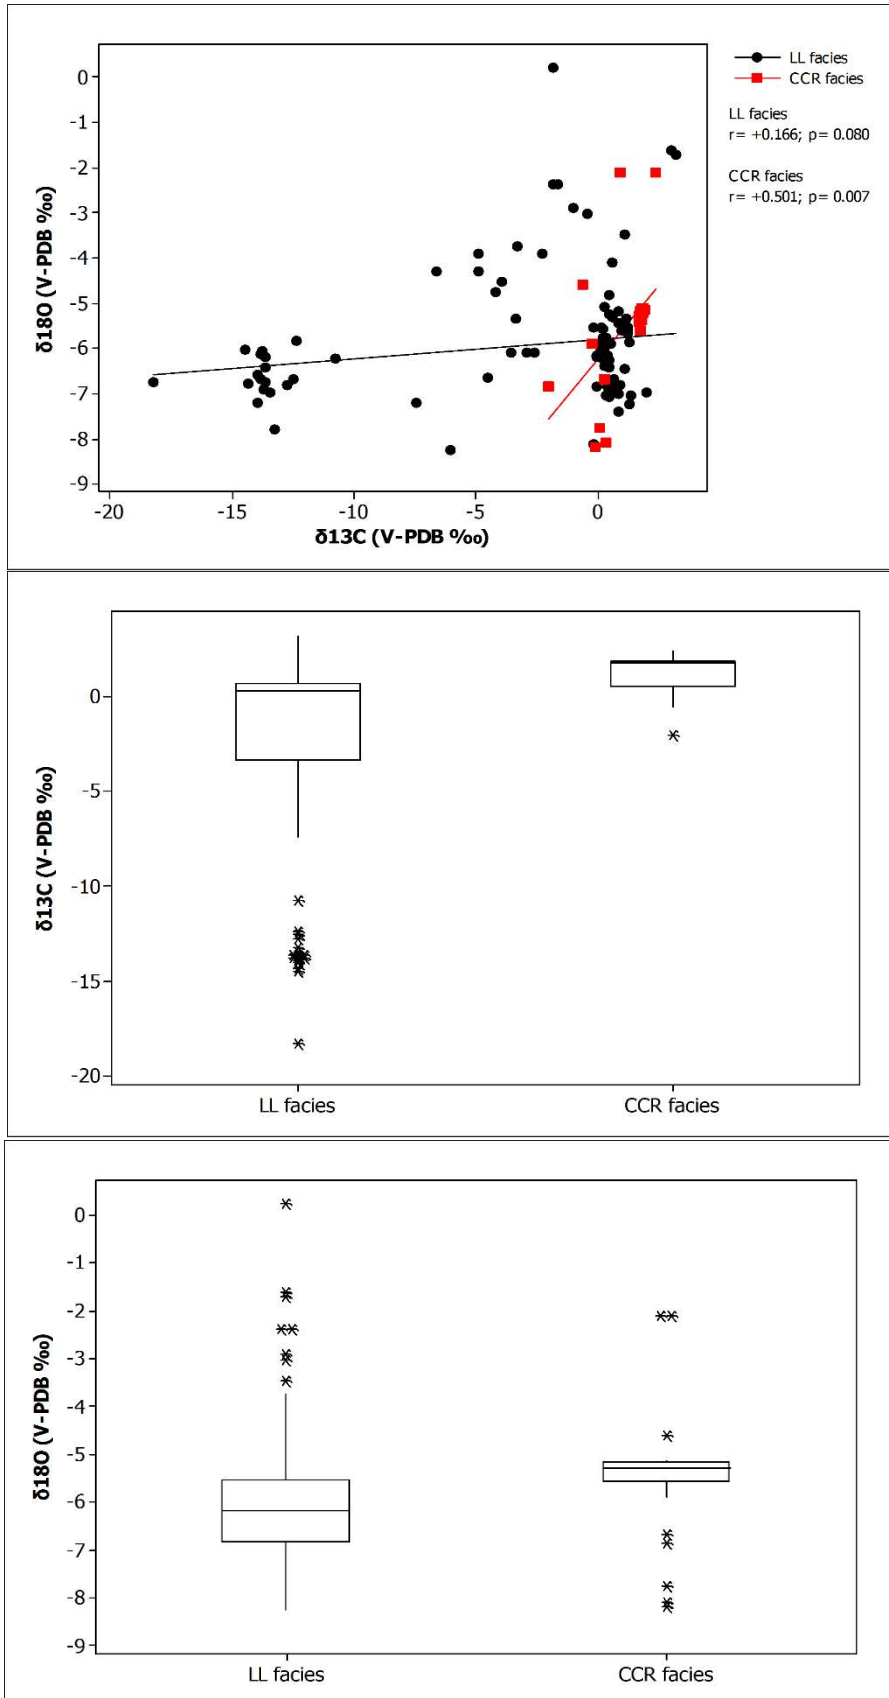 0
-1
-2
-3
-4
-5
-6
-7
-8
-9
δ18O (V-PDB ‰)
-20
-15
-10
-5
0
δ13C (V-PDB ‰)
LL facies
CCR facies
LL facies
r= +0.166; p= 0.080
CCR facies
r= +0.501; p= 0.007
0
-5
-10
-15
-20
δ13C (V-PDB ‰)
LL facies
CCR facies
0
-1
-2
-3
-4
-5
-6
-7
-8
-9
δ18O (V-PDB ‰)
LL facies
CCR facies